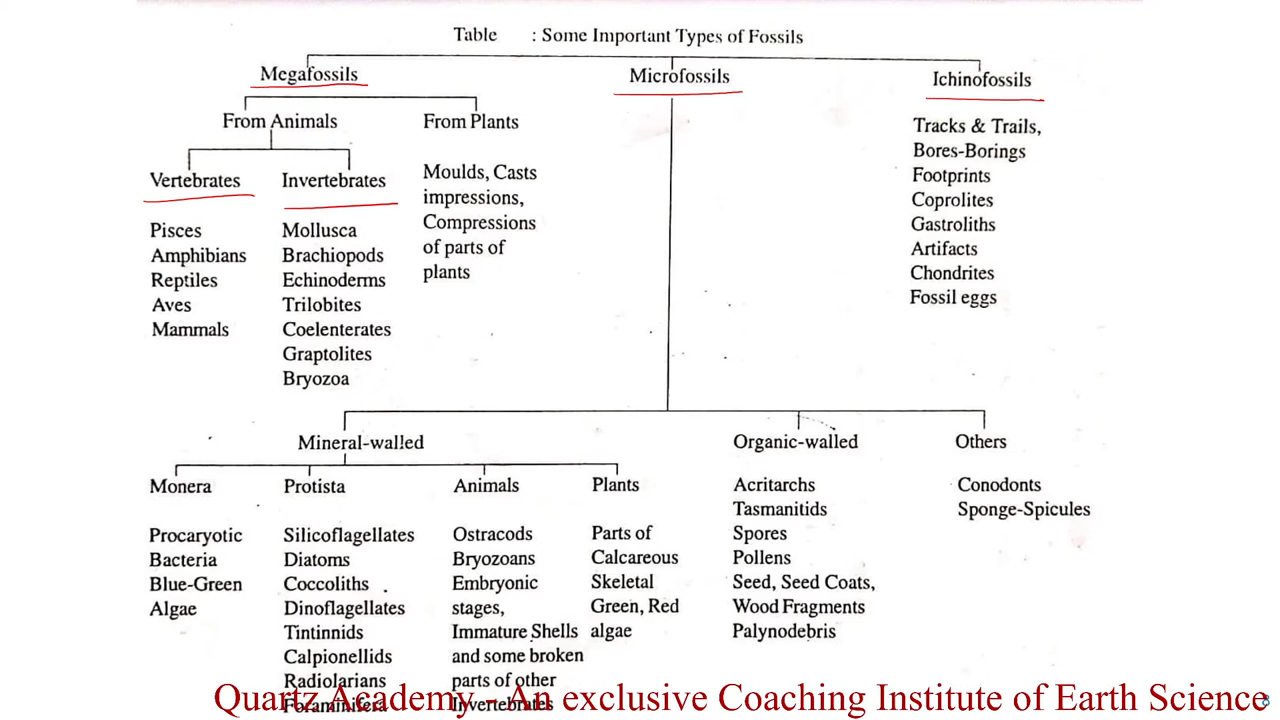 Table : Some Important Types of Fossils
Megafossils
Microfossils
Ichinofossils
From Animals
From Plants
Vertebrates
Invertebrates
Pisces
Amphibians
Reptiles
Aves
Mammals
Mollusca
Brachiopods
Echinoderms
Trilobites
Coelenterates
Graptolites
Bryozoa
Moulds, Casts
impressions,
Compressions
of parts of
plants
Tracks & Trails,
Bores-Borings
Footprints
Coprolites
Gastroliths
Artifacts
Chondrites
Fossil eggs
Mineral-walled
Organic-walled
Others
Monera
Protista
Animals
Plants
Procaryotic
Bacteria
Blue-Green
Algae
Silicoflagellates
Diatoms
Coccoliths
Dinoflagellates
Tintinnids
Calpionellids
Radiolarians
Foraminifera
Ostracods
Bryozoans
Embryonic
stages,
Immature Shells
and some broken
parts of other
Invertebrates
Parts of
Calcareous
Skeletal
Green, Red
algae
Acritarchs
Tasmanitids
Spores
Pollens
Seed, Seed Coats,
Wood Fragments
Palynodebris
Conodonts
Sponge-Spicules
Quartz Academy - An exclusive Coaching Institute of Earth Science
8